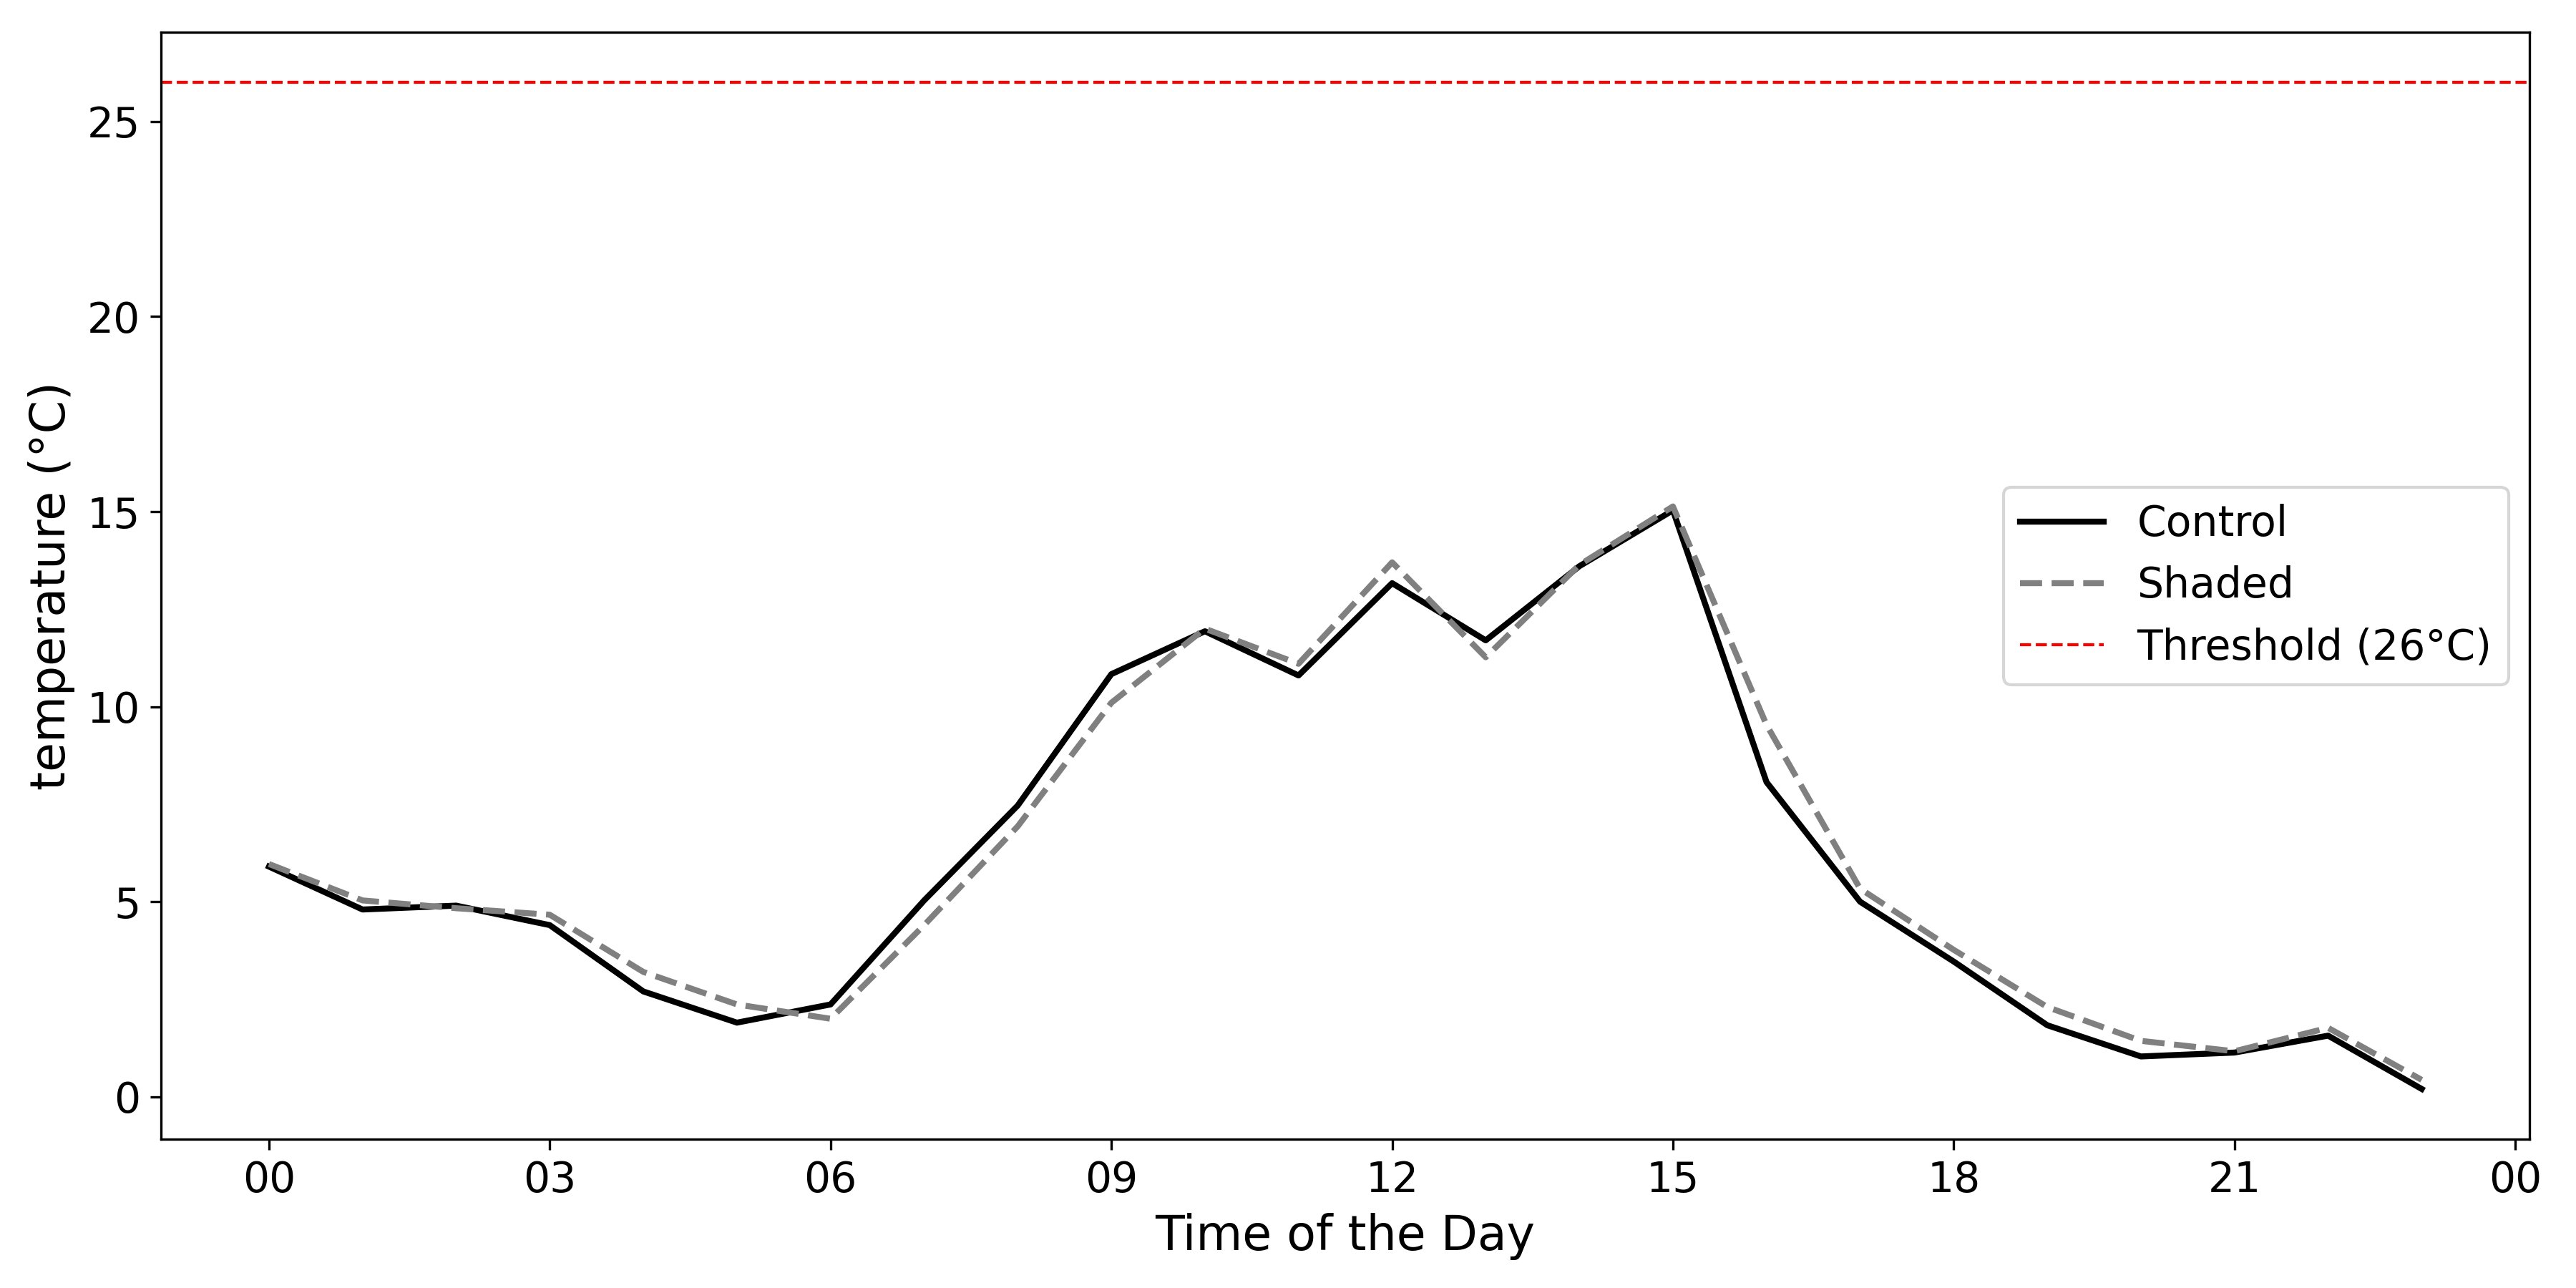 25
20
15
10
5
0
temperature (°C)
Control
Shaded
Threshold (26°C)
00 03 06 09 12 15 18 21 00
Time of the Day